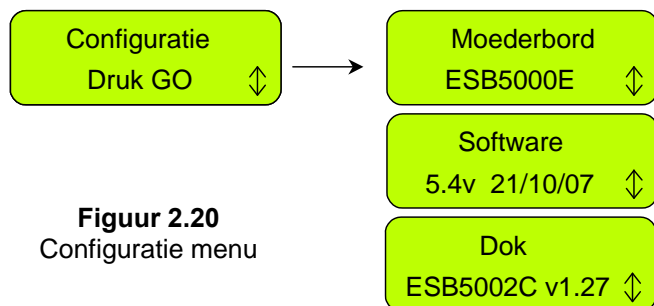 Configuratie
Druk GO
Moederbord
ESB5000E
Software
5.4v 21/10/07
Dok
ESB5002C v1.27
Figuur 2.20
Configuratie menu